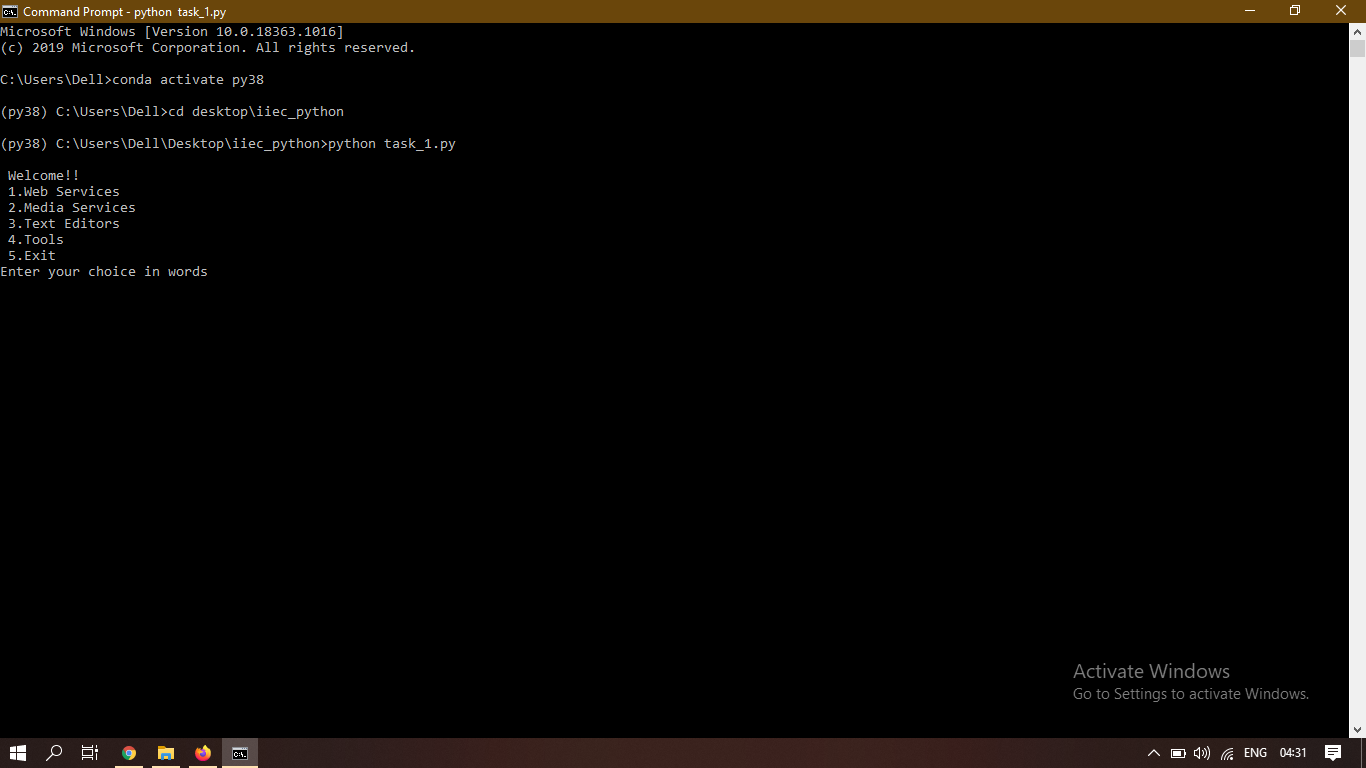 Command Prompt - python  task_1.py
Microsoft Windows [Version 10.0.18363.1016]
(c) 2019 Microsoft Corporation. All rights reserved.
C:\Users\Dell>conda activate py38
(py38) C:\Users\Dell>cd desktop\iiec_python
(py38) C:\Users\Dell\Desktop\iiec_python>python task_1.py
Welcome!!
1.Web Services
2.Media Services
3.Text Editors
4.Tools
5.Exit
Enter your choice in words
Activate Windows
Go to Settings to activate Windows.
ENG 04:31